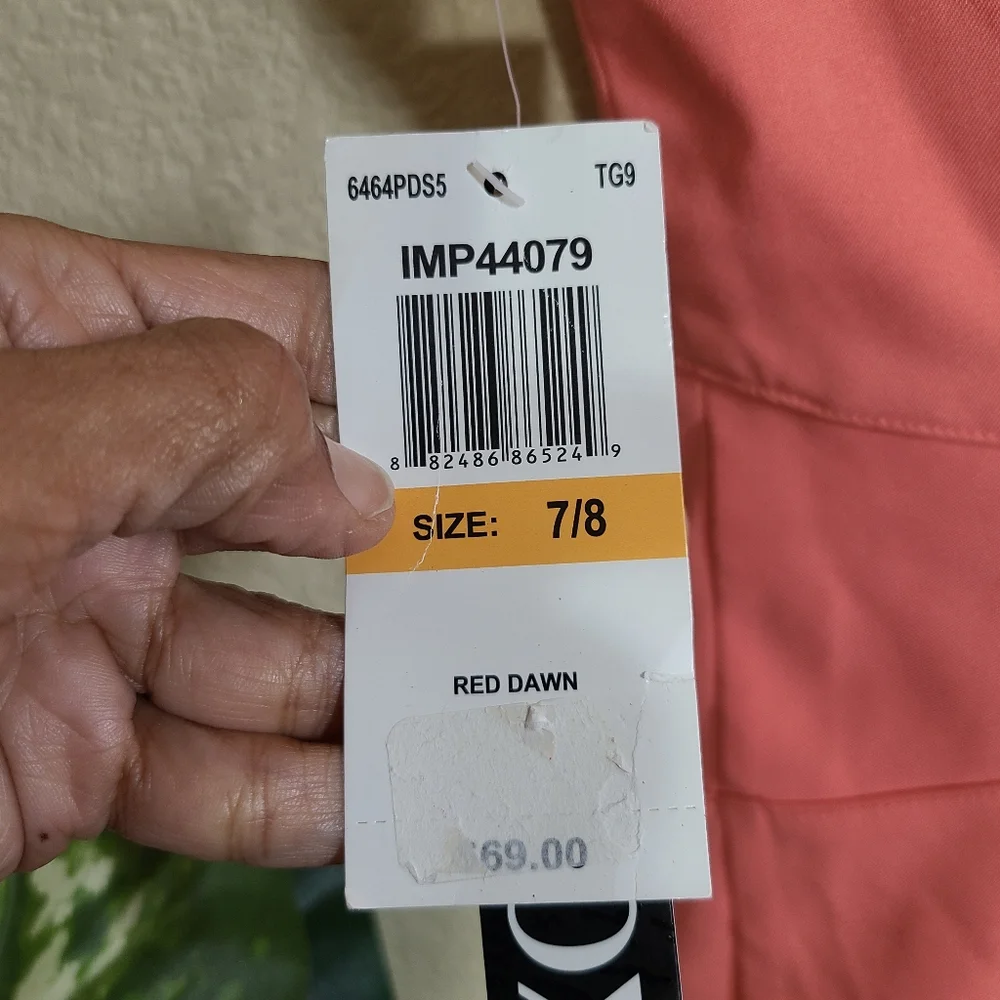 6464PDS5 TG9
IMP44079
8 82486 86524 9
SIZE: 7/8
RED DAWN
$69.00